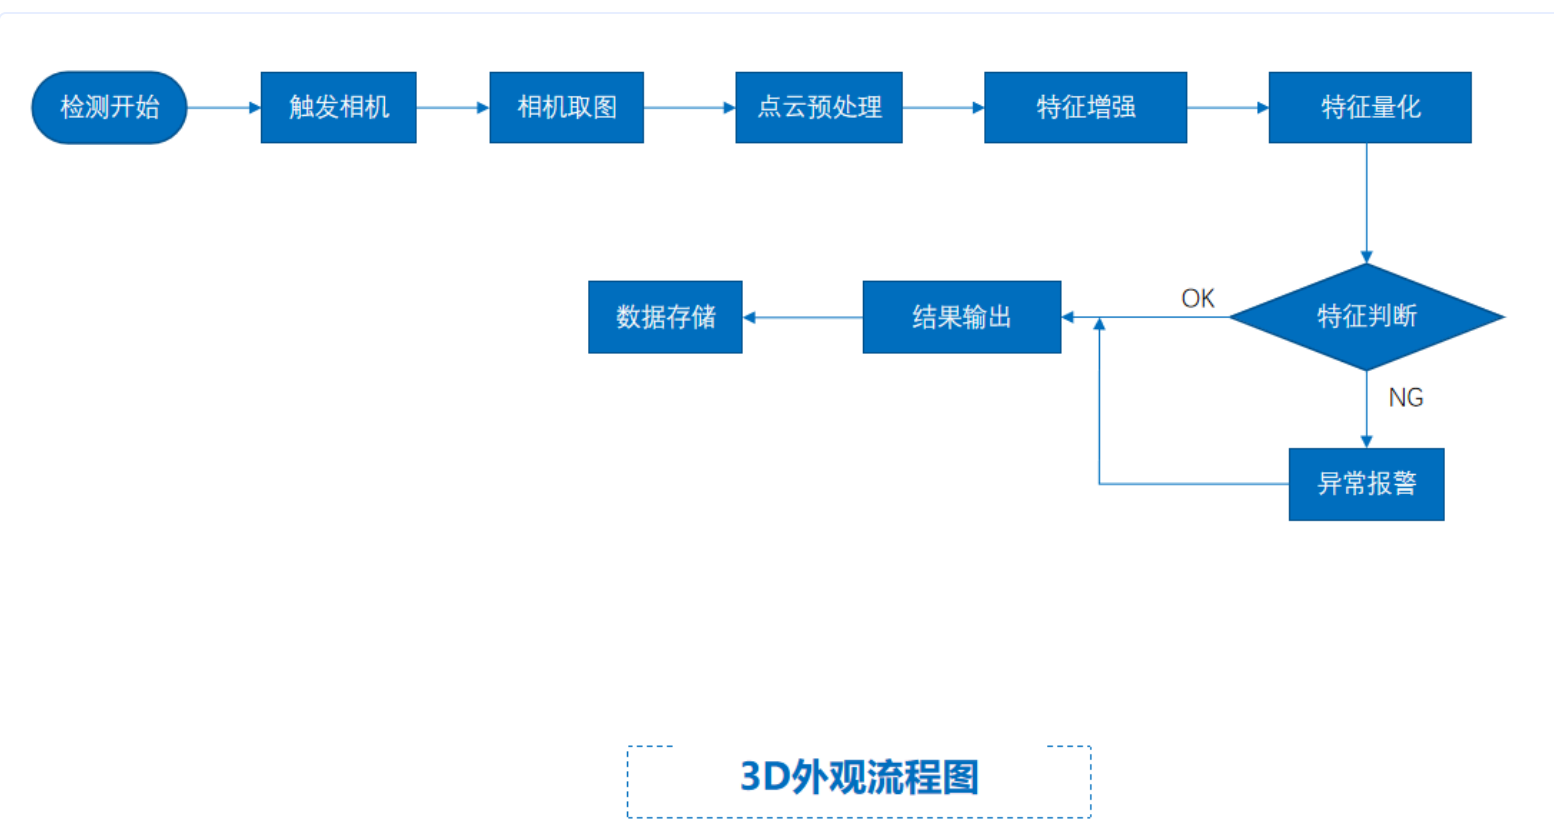 检测开始
触发相机
相机取图
点云预处理
特征增强
特征量化
数据存储
结果输出
OK
特征判断
NG
异常报警
3D外观流程图